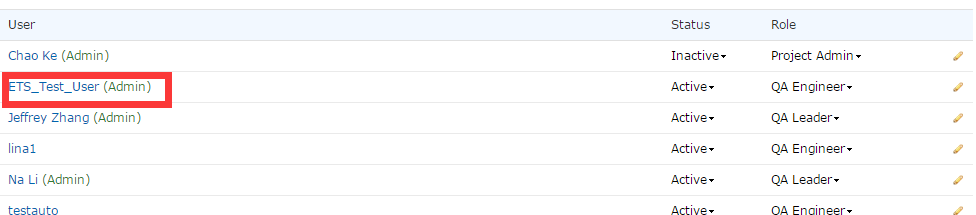 User Status Role
Chao Ke (Admin) Inactive Project Admin
ETS_Test_User (Admin) Active QA Engineer
Jeffrey Zhang (Admin) Active QA Leader
lina1 Active QA Engineer
Na Li (Admin) Active QA Leader
testauto Active QA Engineer